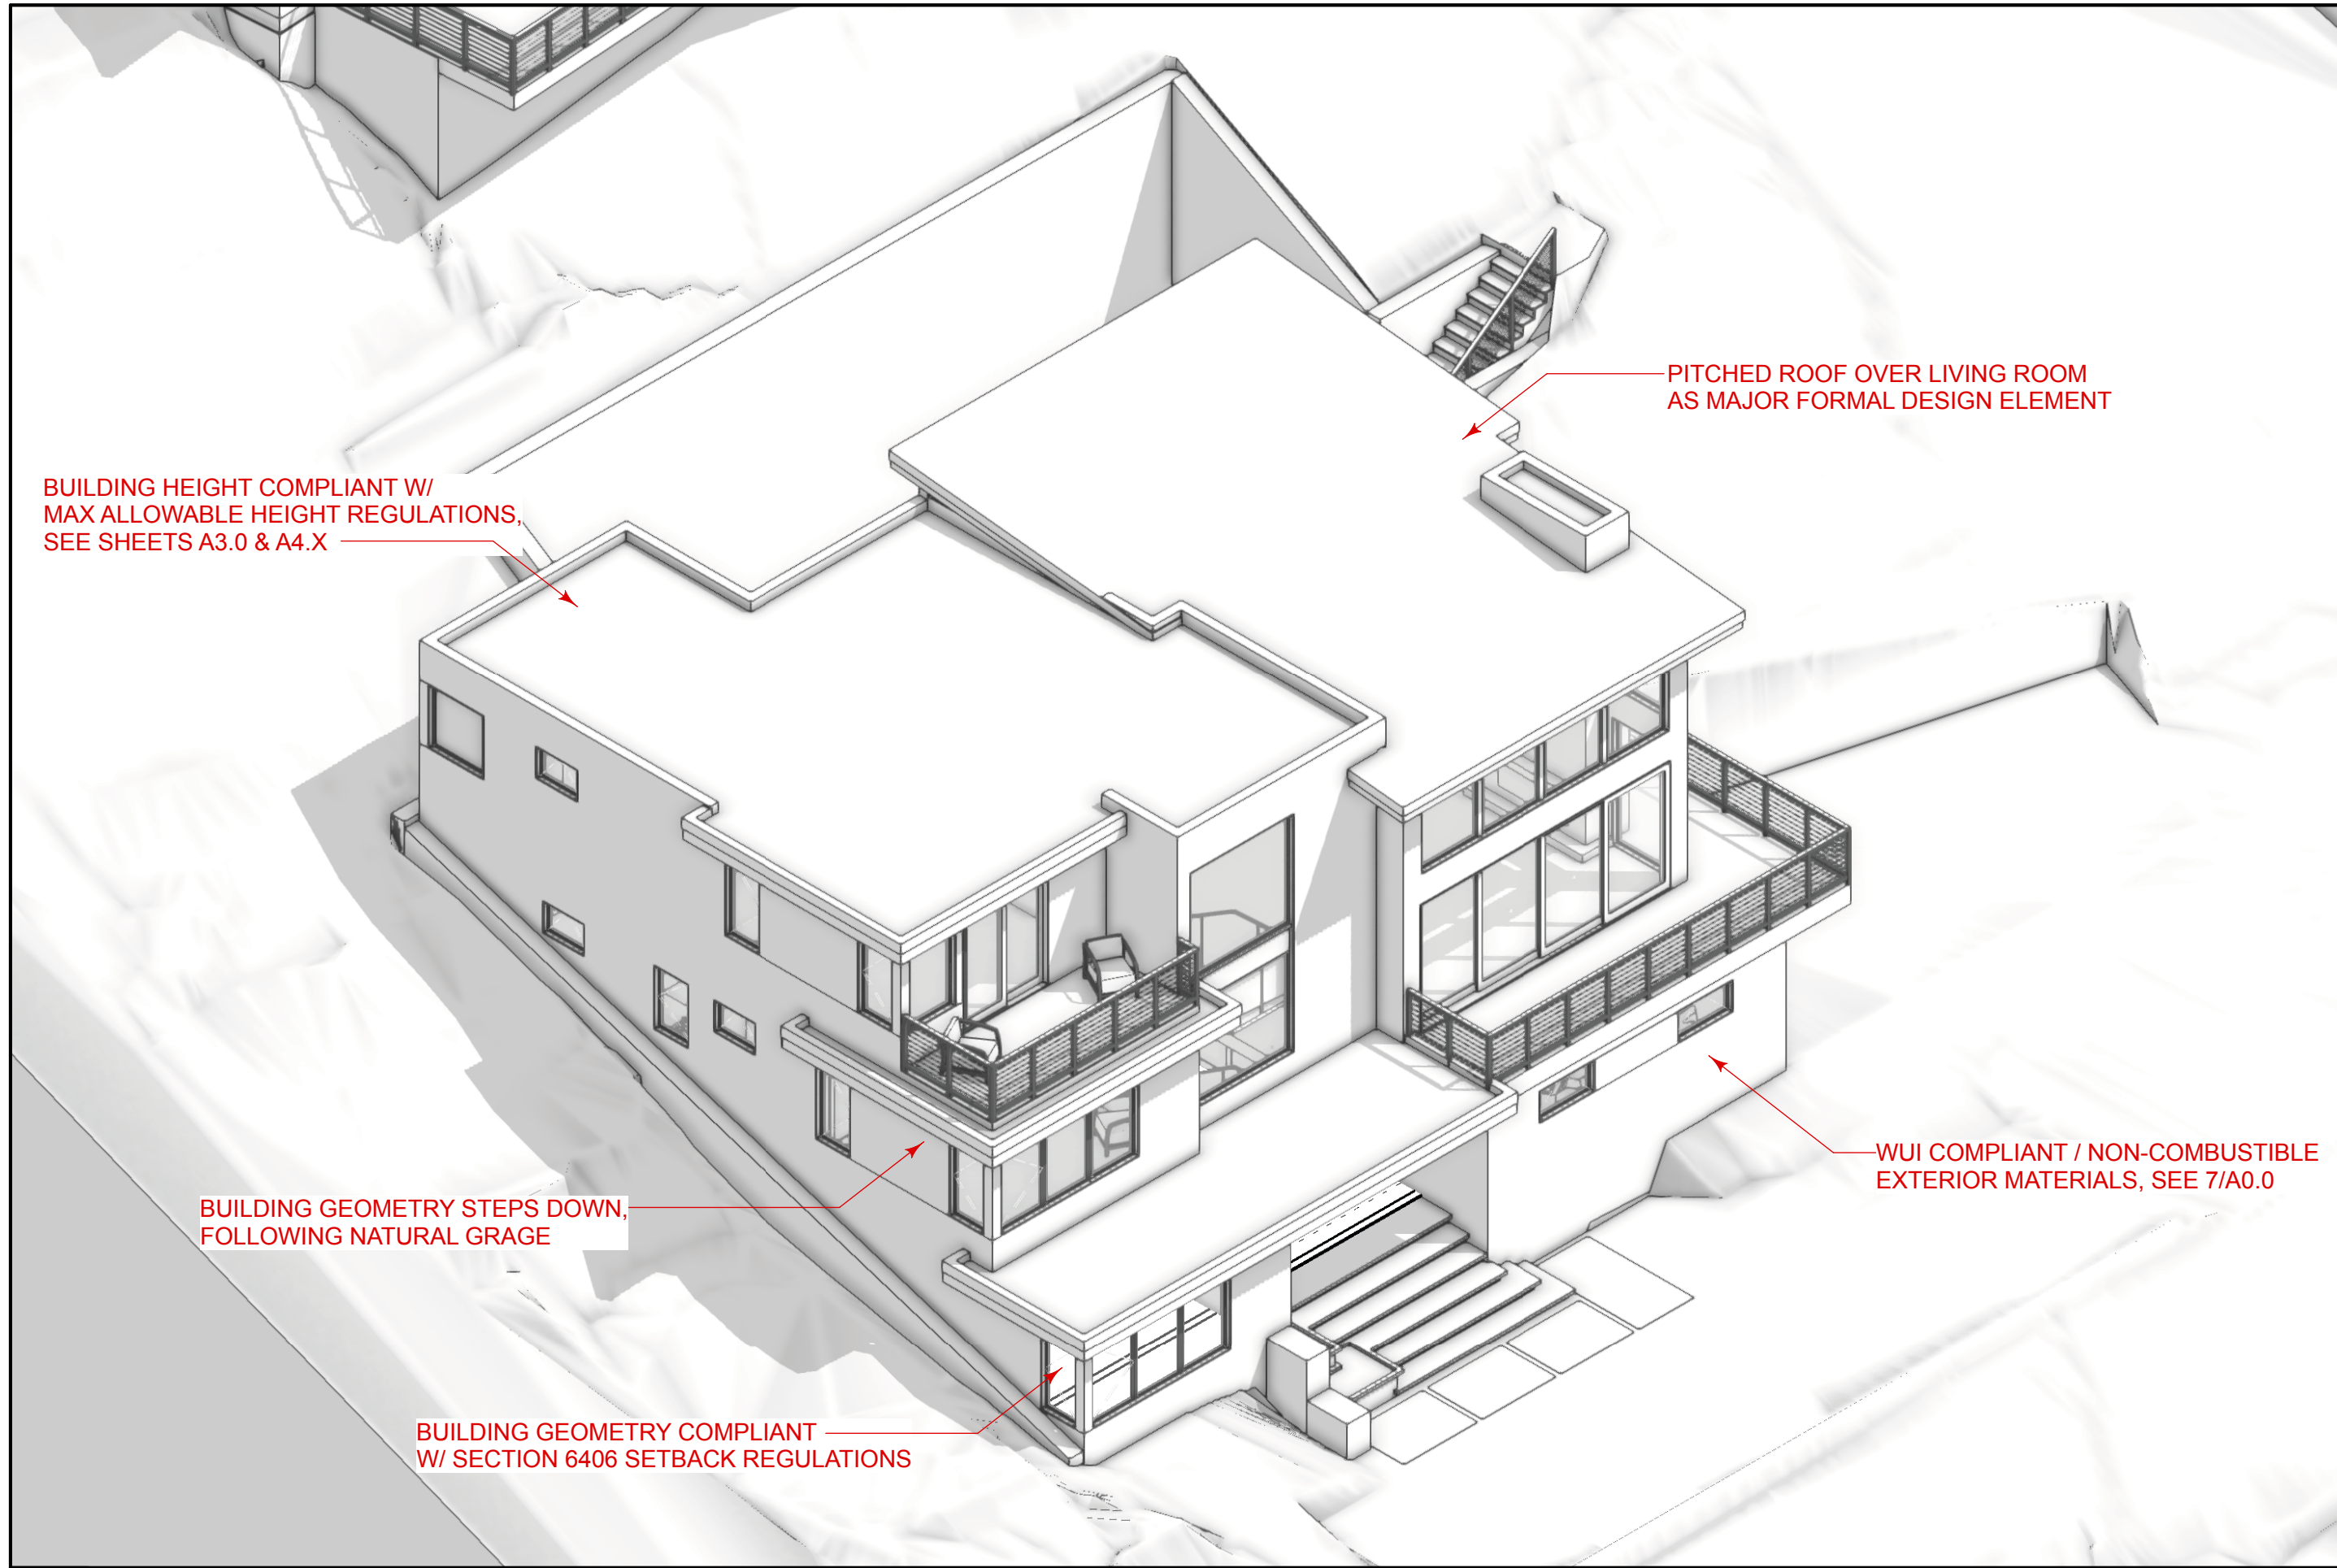 PITCHED ROOF OVER LIVING ROOM
AS MAJOR FORMAL DESIGN ELEMENT
BUILDING HEIGHT COMPLIANT W/
MAX ALLOWABLE HEIGHT REGULATIONS,
SEE SHEETS A3.0 & A4.X
WUI COMPLIANT / NON-COMBUSTIBLE
EXTERIOR MATERIALS, SEE 7/A0.0
BUILDING GEOMETRY STEPS DOWN,
FOLLOWING NATURAL GRAGE
BUILDING GEOMETRY COMPLIANT
W/ SECTION 6406 SETBACK REGULATIONS